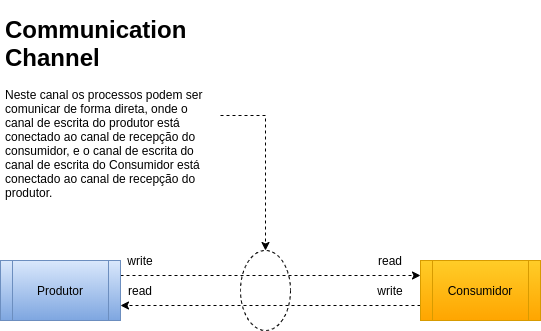 Communication
Channel
Neste canal os processos podem ser
comunicar de forma direta, onde o
canal de escrita do produtor está
conectado ao canal de recepção do
consumidor, e o canal de escrita do
canal de escrita do Consumidor está
conectado ao canal de recepção do
produtor.
write
read
Produtor
read
write
Consumidor